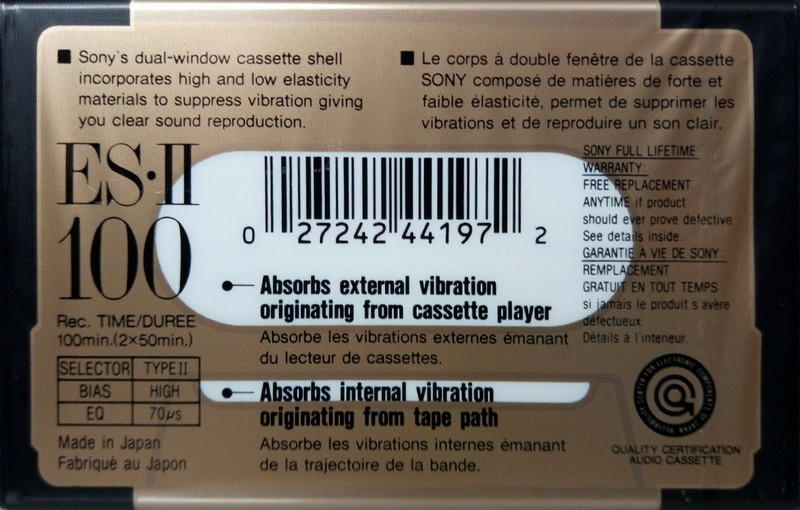 ■ Sony's dual-window cassette shell
incorporates high and low elasticity
materials to suppress vibration giving
you clear sound reproduction.
■ Le corps à double fenêtre de la cassette
SONY composé de matières de forte et
faible élasticité, permet de supprimer les
vibrations et de reproduire un son clair.
ES·II
100
Rec. TIME/DUREE
100min.(2×50min.)
SELECTOR TYPE II
BIAS HIGH
EQ 70μs
Made in Japan
Fabriqué au Japon
0 27242 44197 2
Absorbs external vibration
originating from cassette player
Absorbe les vibrations externes émanant
du lecteur de cassettes.
Absorbs internal vibration
originating from tape path
Absorbe les vibrations internes émanant
de la trajectoire de la bande.
SONY FULL LIFETIME
WARRANTY:
FREE REPLACEMENT
ANYTIME if product
should ever prove defective.
See details inside.
GARANTIE A VIE DE SONY:
REMPLACEMENT
GRATUIT EN TOUT TEMPS
si jamais le produit s'avère
défectueux.
Détails à l'interieur.
QUALITY CERTIFICATION
AUDIO CASSETTE